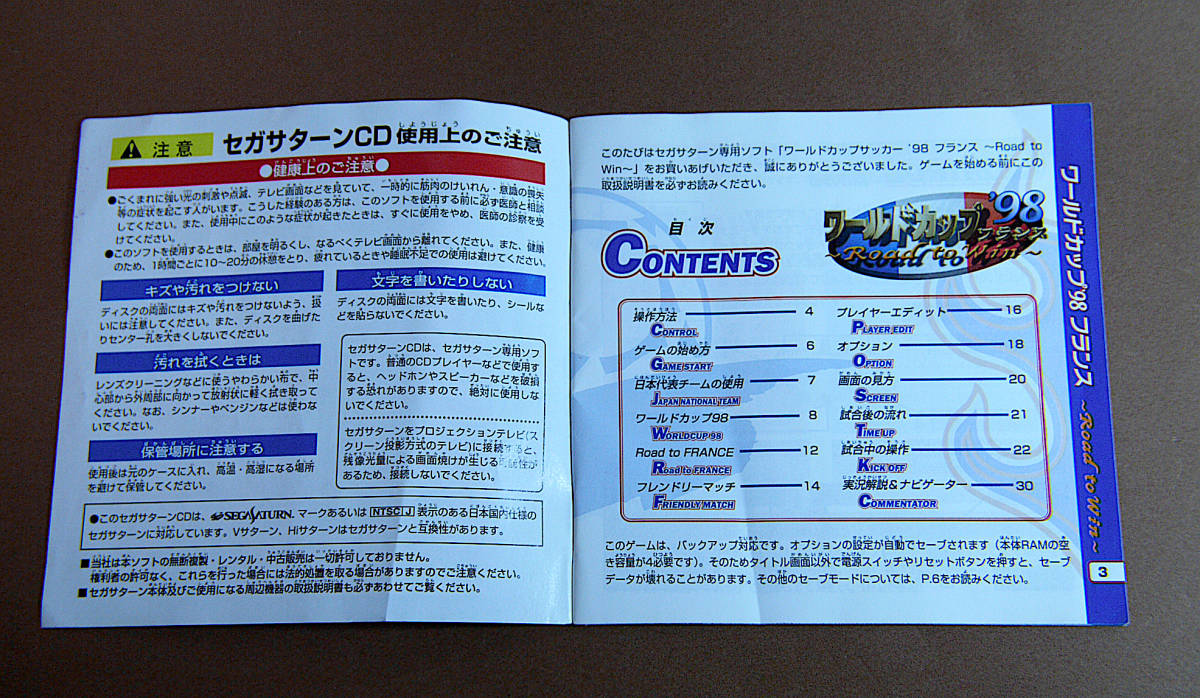 注意
セガサターンCD使用上のご注意
●健康上のご注意●
●ごくまれに強い光の刺激や点滅、テレビ画面などを見ていて、一時的に筋肉のけいれん・意識の喪失
等の症状を起こす人がいます。こうした経験のある方は、このソフトを使用する前に必ず医師と相談
してください。また、使用中にこのような症状が起きたときは、すぐに使用をやめ、医師の診察を受
けてください。
●このソフトを使用するときは、部屋を明るくし、なるべくテレビ画面から離れてください。また、健康
のため、1時間ごとに10～20分の休憩をとり、疲れているときや睡眠不足での使用は避けてください。
キズや汚れをつけない
ディスクの両面にはキズや汚れをつけないよう、扱
いには注意してください。また、ディスクを曲げた
りセンター孔を大きくしないでください。
汚れを拭くときは
レンズクリーニングなどに使うやわらかい布で、中
心部から外周部に向かって放射状に軽く拭き取って
ください。なお、シンナーやベンジンなどは使わな
いでください。
保管場所に注意する
使用後は元のケースに入れ、高温・高湿になる場所
を避けて保管してください。
文字を書いたりしない
ディスクの両面には文字を書いたり、シールな
どを貼らないでください。
セガサターンCDは、セガサターン専用ソフ
トです。普通のCDプレイヤーなどで使用す
ると、ヘッドホンやスピーカーなどを破損
する恐れがありますので、絶対に使用しな
いでください。
セガサターンをプロジェクションテレビ(ス
クリーン投影方式のテレビ)に接続すると、
残像光量による画面焼けが生じる可能性が
あるため、接続しないでください。
●このセガサターンCDは、SEGA SATURN.マークあるいはNTSC J表示のある日本国内仕様の
セガサターンに対応しています。Vサターン、Hiサターンはセガサターンと互換性があります。
■当社は本ソフトの無断複製・レンタル・中古販売は一切許可しておりません。
権利者の許可なく、これらを行った場合には法的処置を取る場合がありますのでご注意ください。
■セガサターン本体及びご使用になる周辺機器の取扱説明書も必ずあわせてご覧ください。
このたびはセガサターン専用ソフト「ワールドカップサッカー '98 フランス ～Road to
Win～」をお買いあげいただき、誠にありがとうございました。ゲームを始める前にこの
取扱説明書を必ずお読みください。
目次
CONTENTS
ワールドカップ'98
フランス
～Road to Win～
操作方法 4
CONTROL
ゲームの始め方 6
GAME START
日本代表チームの使用 7
JAPAN NATIONAL TEAM
ワールドカップ98 8
WORLDCUP'98
Road to FRANCE 12
Road to FRANCE
フレンドリーマッチ 14
FRIENDLY MATCH
プレイヤーエディット 16
PLAYER EDIT
オプション 18
OPTION
画面の見方 20
SCREEN
試合後の流れ 21
TIME UP
試合中の操作 22
KICK OFF
実況解説&ナビゲーター 30
COMMENTATOR
このゲームは、バックアップ対応です。オプションの設定が自動でセーブされます(本体RAMの空
き容量が4必要です)。そのためタイトル画面以外で電源スイッチやリセットボタンを押すと、セーブ
データが壊れることがあります。その他のセーブモードについては、P.6をお読みください。
ワールドカップ'98 フランス ～Road to Win～
3